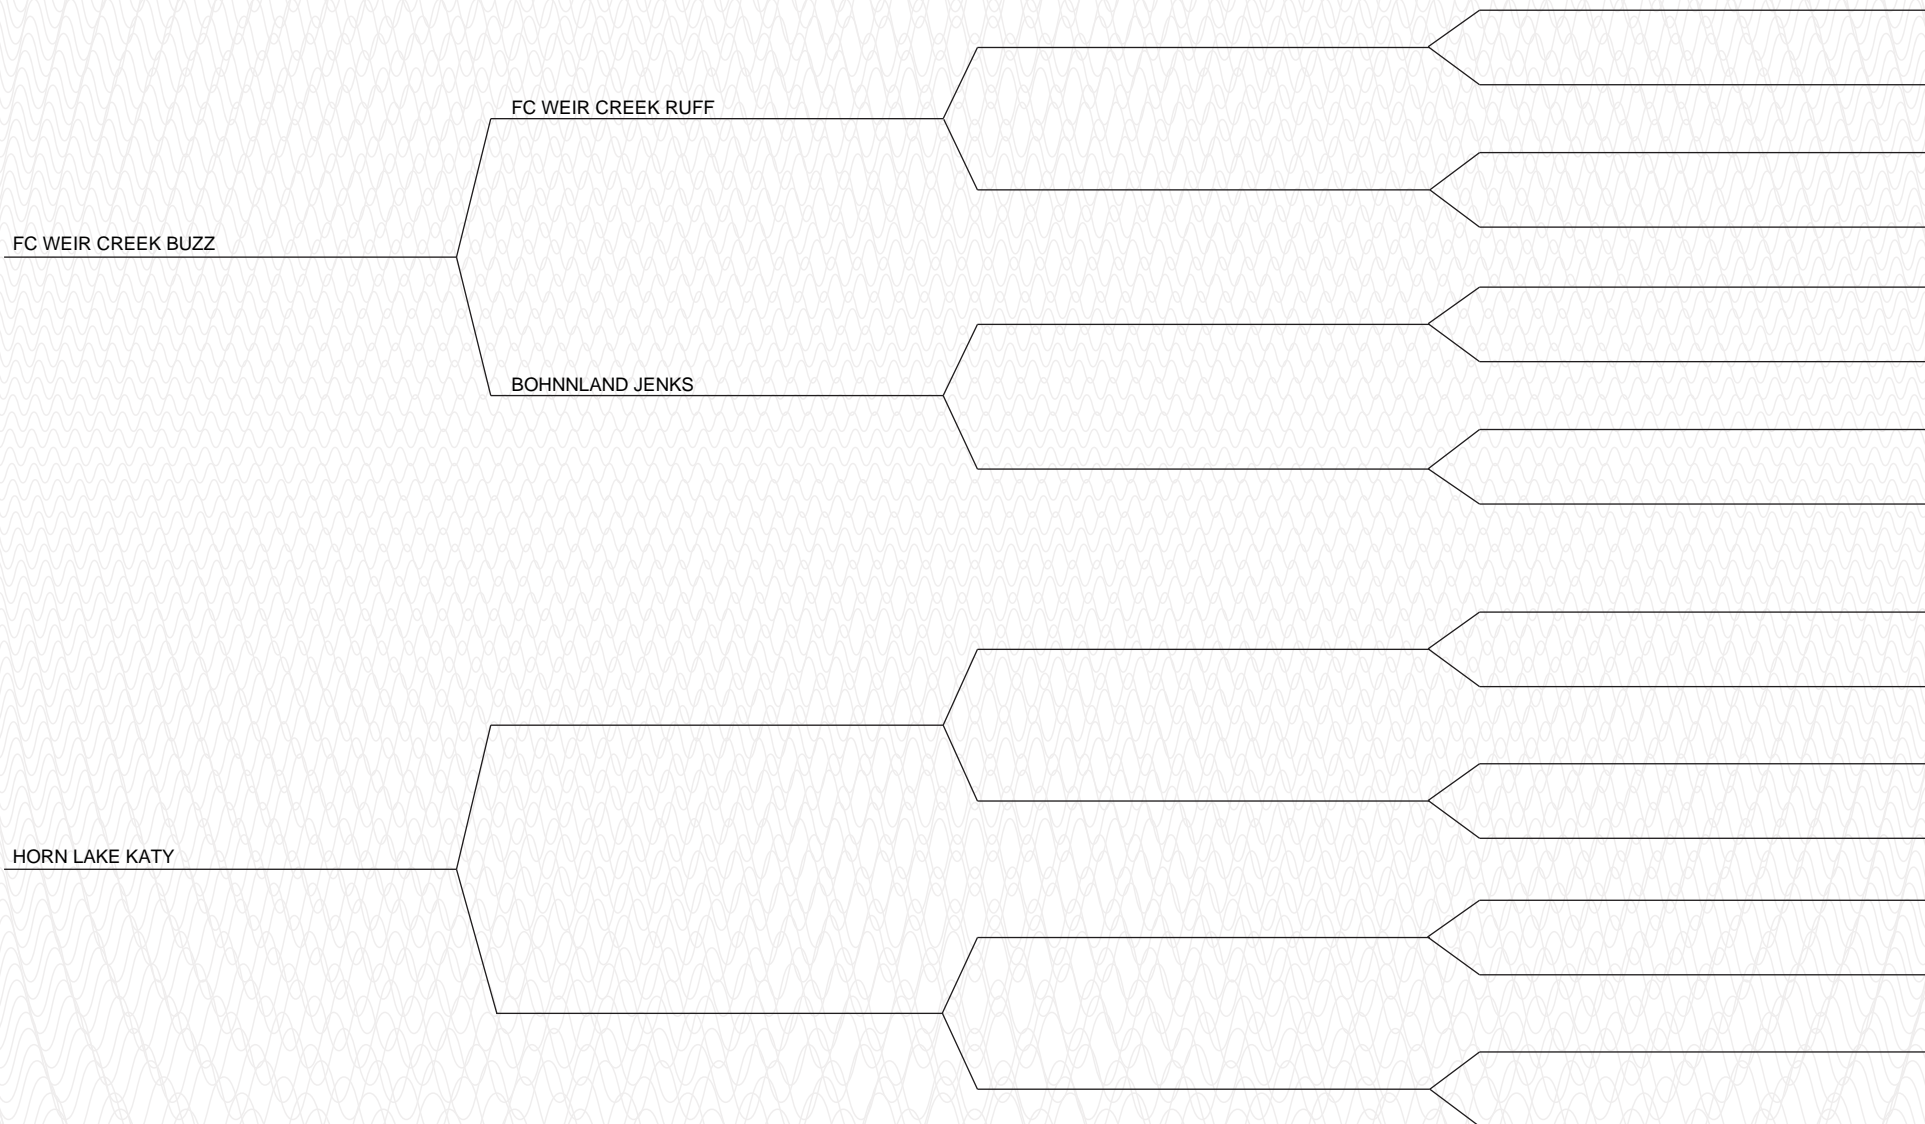 FC WEIR CREEK RUFF
FC WEIR CREEK BUZZ
BOHNNLAND JENKS
HORN LAKE KATY